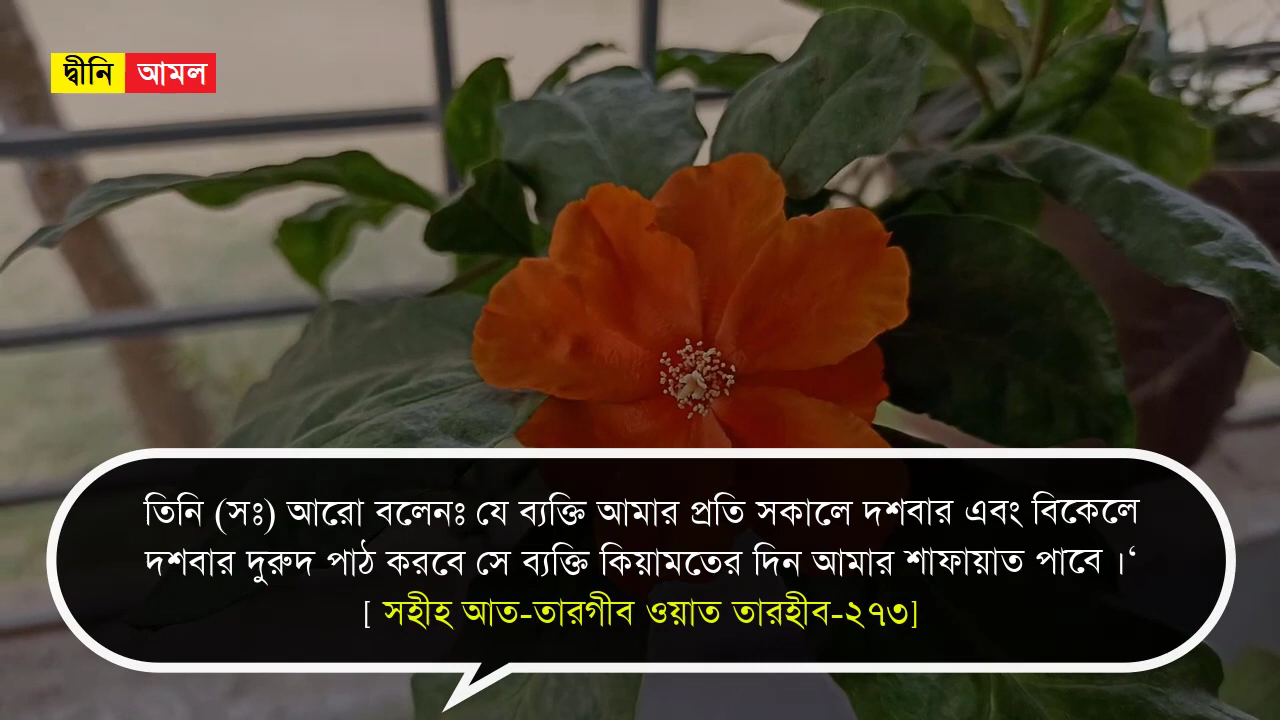 দ্বীনি আমল
তিনি (সঃ) আরো বলেনঃ যে ব্যক্তি আমার প্রতি সকালে দশবার এবং বিকেলে
দশবার দুরুদ পাঠ করবে সে ব্যক্তি কিয়ামতের দিন আমার শাফায়াত পাবে ।‘
[ সহীহ আত-তারগীব ওয়াত তারহীব-২৭৩]